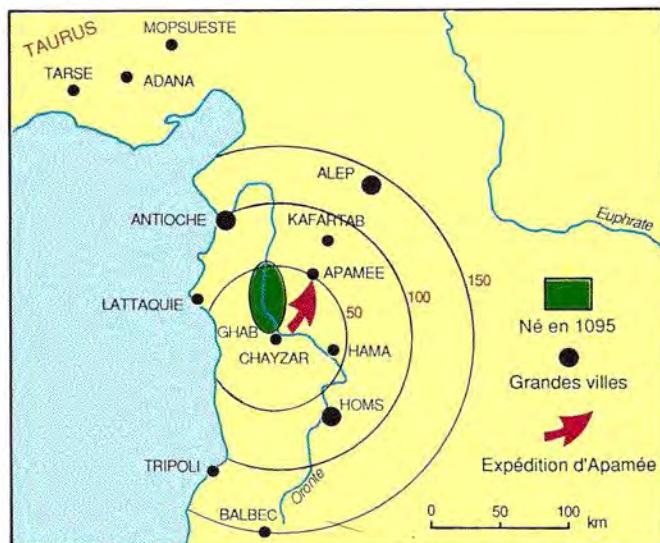 TAURUS
MOPSUESTE
TARSE
ADANA
ALEP
ANTIOCHE
KAFARTAB
Euphrate
APAMEE
150
100
50
LATTAQUIE
GHAB
CHAYZAR
HAMA
Né en 1095
Grandes villes
HOMS
Expédition d'Apamée
TRIPOLI
Oronte
BALBEC
0 50 100
km